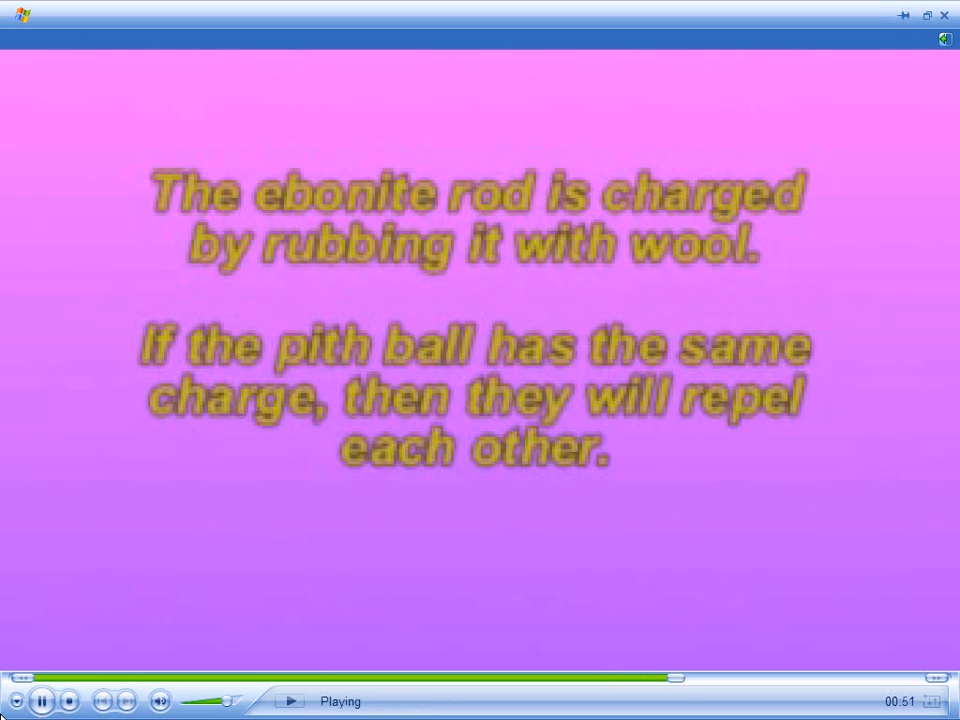 The ebonite rod is charged
by rubbing it with wool.
If the pith ball has the same
charge, then they will repel
each other.
Playing
00:51